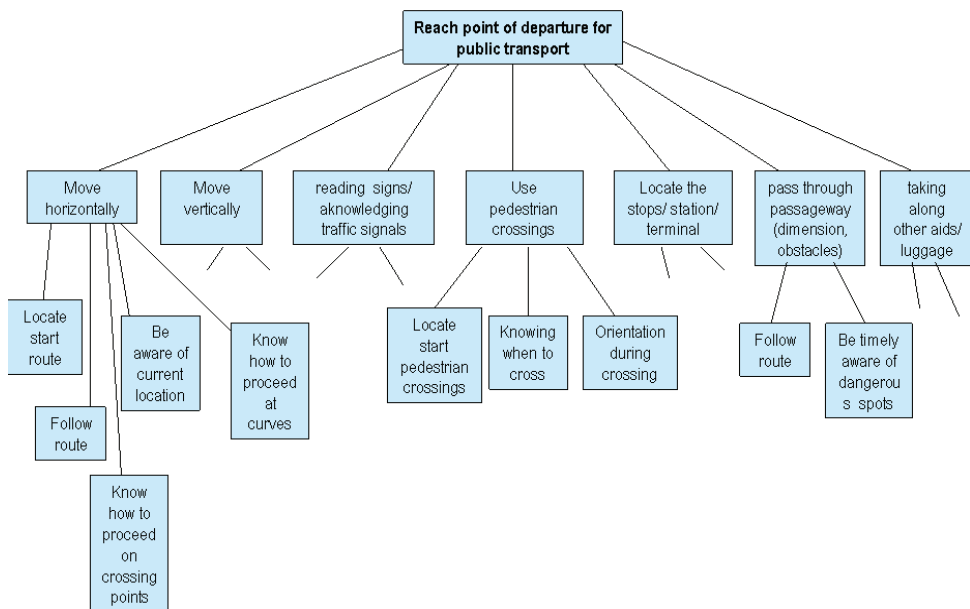 Reach point of departure for
public transport
Move
horizontally
Move
vertically
reading signs/
aknowledging
traffic signals
Use
pedestrian
crossings
Locate the
stops/ station/
terminal
pass through
passageway
(dimension,
obstacles)
taking
along
other aids/
luggage
Locate
start
route
Follow
route
Know
how to
proceed
on
crossing
points
Be
aware of
current
location
Know
how to
proceed
at
curves
Locate
start
pedestrian
crossings
Knowing
when to
cross
Orientation
during
crossing
Follow
route
Be timely
aware of
dangerou
s spots